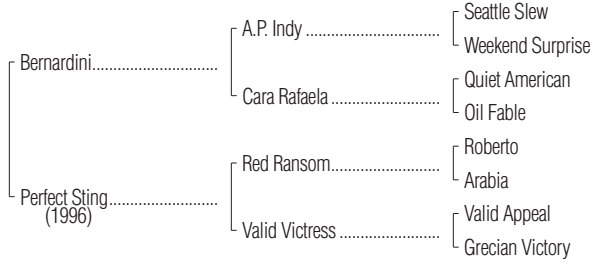 Seattle Slew
A.P. Indy ..............................
Weekend Surprise
Bernardini............................
Quiet American
Cara Rafaela ........................
Oil Fable
Roberto
Red Ransom........................
Arabia
Perfect Sting........................
(1996)
Valid Appeal
Valid Victress ......................
Grecian Victory